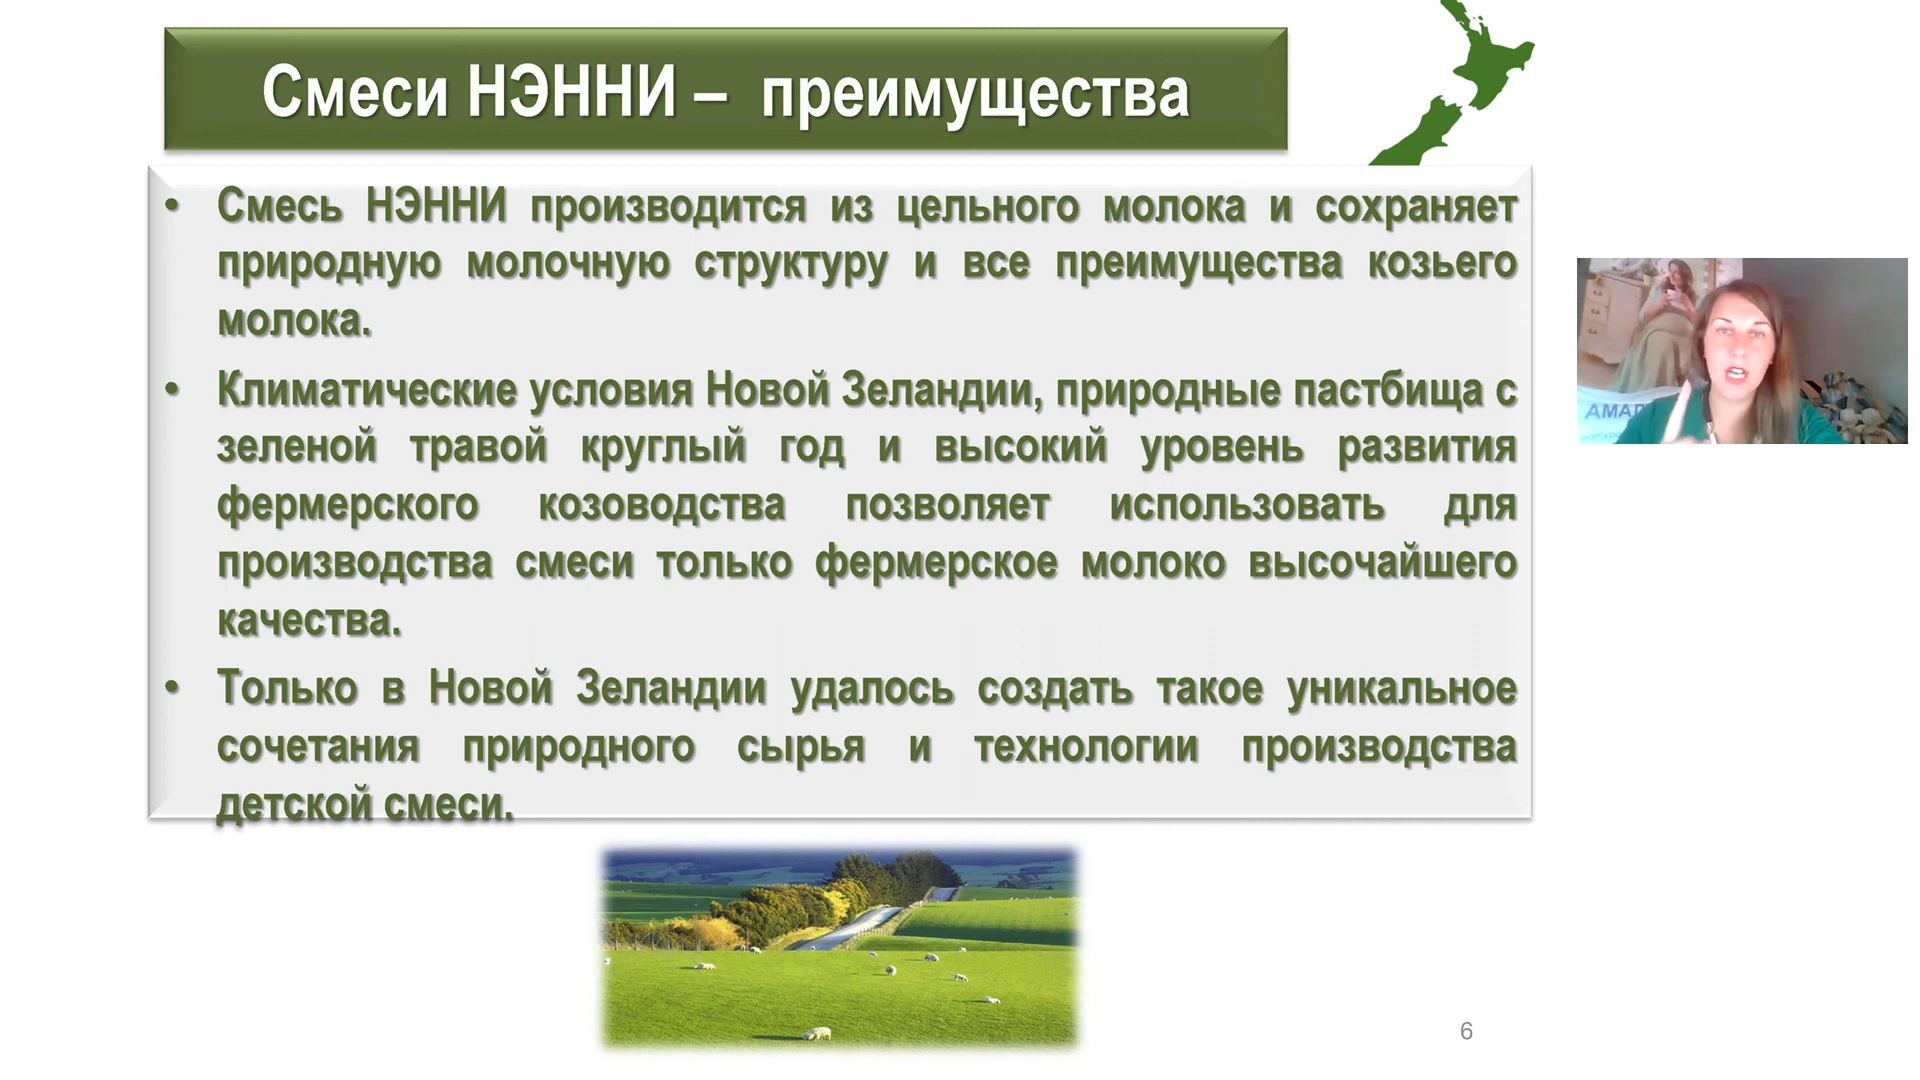 Смеси НЭННИ – преимущества
• Смесь НЭННИ производится из цельного молока и сохраняет
природную молочную структуру и все преимущества козьего
молока.
• Климатические условия Новой Зеландии, природные пастбища с
зеленой травой круглый год и высокий уровень развития
фермерского козоводства позволяет использовать для
производства смеси только фермерское молоко высочайшего
качества.
• Только в Новой Зеландии удалось создать такое уникальное
сочетания природного сырья и технологии производства
детской смеси.
6